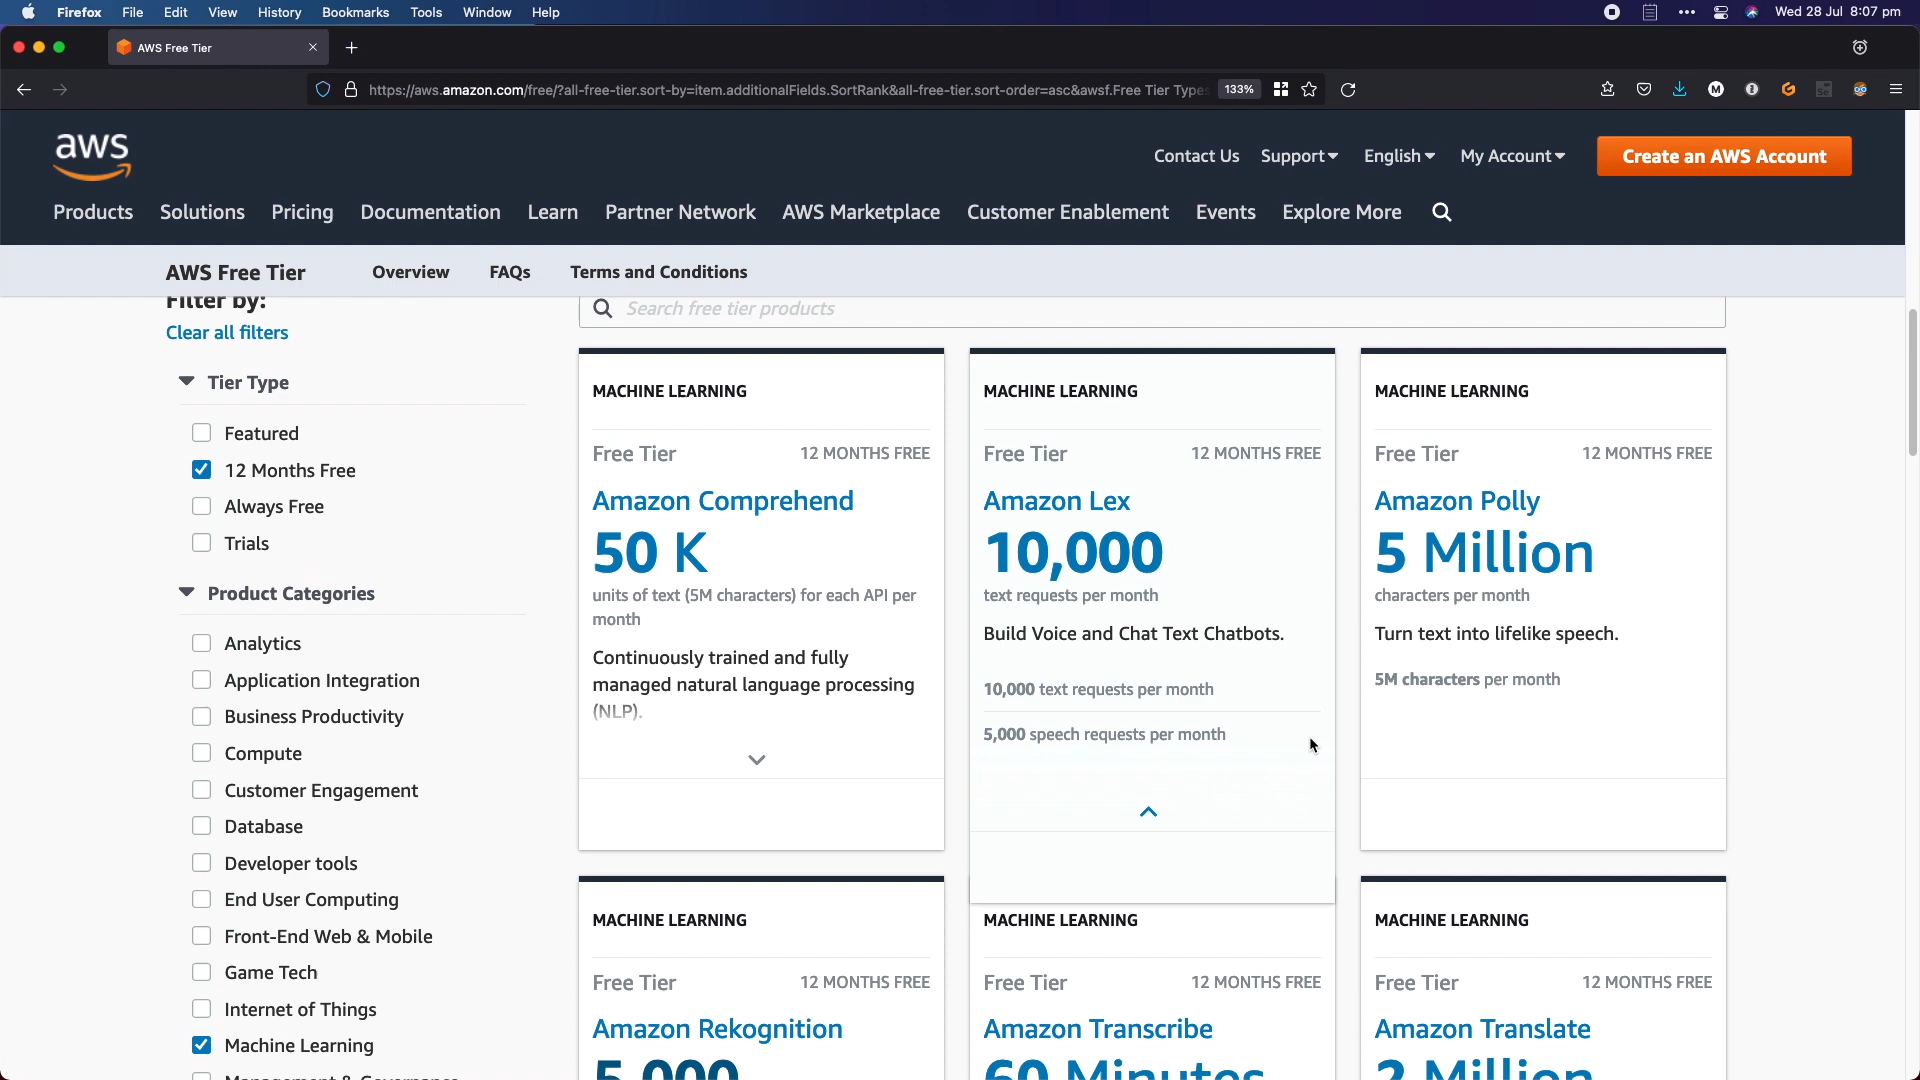 Firefox File Edit View History Bookmarks Tools Window Help Wed 28 Jul 8:07 pm
AWS Free Tier
https://aws.amazon.com/free/?all-free-tier.sort-by=item.additionalFields.SortRank&all-free-tier.sort-order=asc&awsf.Free Tier Types 133%
aws
Contact Us Support English My Account Create an AWS Account
Products Solutions Pricing Documentation Learn Partner Network AWS Marketplace Customer Enablement Events Explore More
AWS Free Tier Overview FAQs Terms and Conditions
Filter by:
Clear all filters
Tier Type
Featured
12 Months Free
Always Free
Trials
Product Categories
Analytics
Application Integration
Business Productivity
Compute
Customer Engagement
Database
Developer tools
End User Computing
Front-End Web & Mobile
Game Tech
Internet of Things
Machine Learning
Search free tier products
MACHINE LEARNING
Free Tier 12 MONTHS FREE
Amazon Comprehend
50 K
units of text (5M characters) for each API per
month
Continuously trained and fully
managed natural language processing
(NLP).
MACHINE LEARNING
Free Tier 12 MONTHS FREE
Amazon Lex
10,000
text requests per month
Build Voice and Chat Text Chatbots.
10,000 text requests per month
5,000 speech requests per month
MACHINE LEARNING
Free Tier 12 MONTHS FREE
Amazon Polly
5 Million
characters per month
Turn text into lifelike speech.
5M characters per month
MACHINE LEARNING
Free Tier 12 MONTHS FREE
Amazon Rekognition
5,000
MACHINE LEARNING
Free Tier 12 MONTHS FREE
Amazon Transcribe
60 Minutes
MACHINE LEARNING
Free Tier 12 MONTHS FREE
Amazon Translate
2 Million